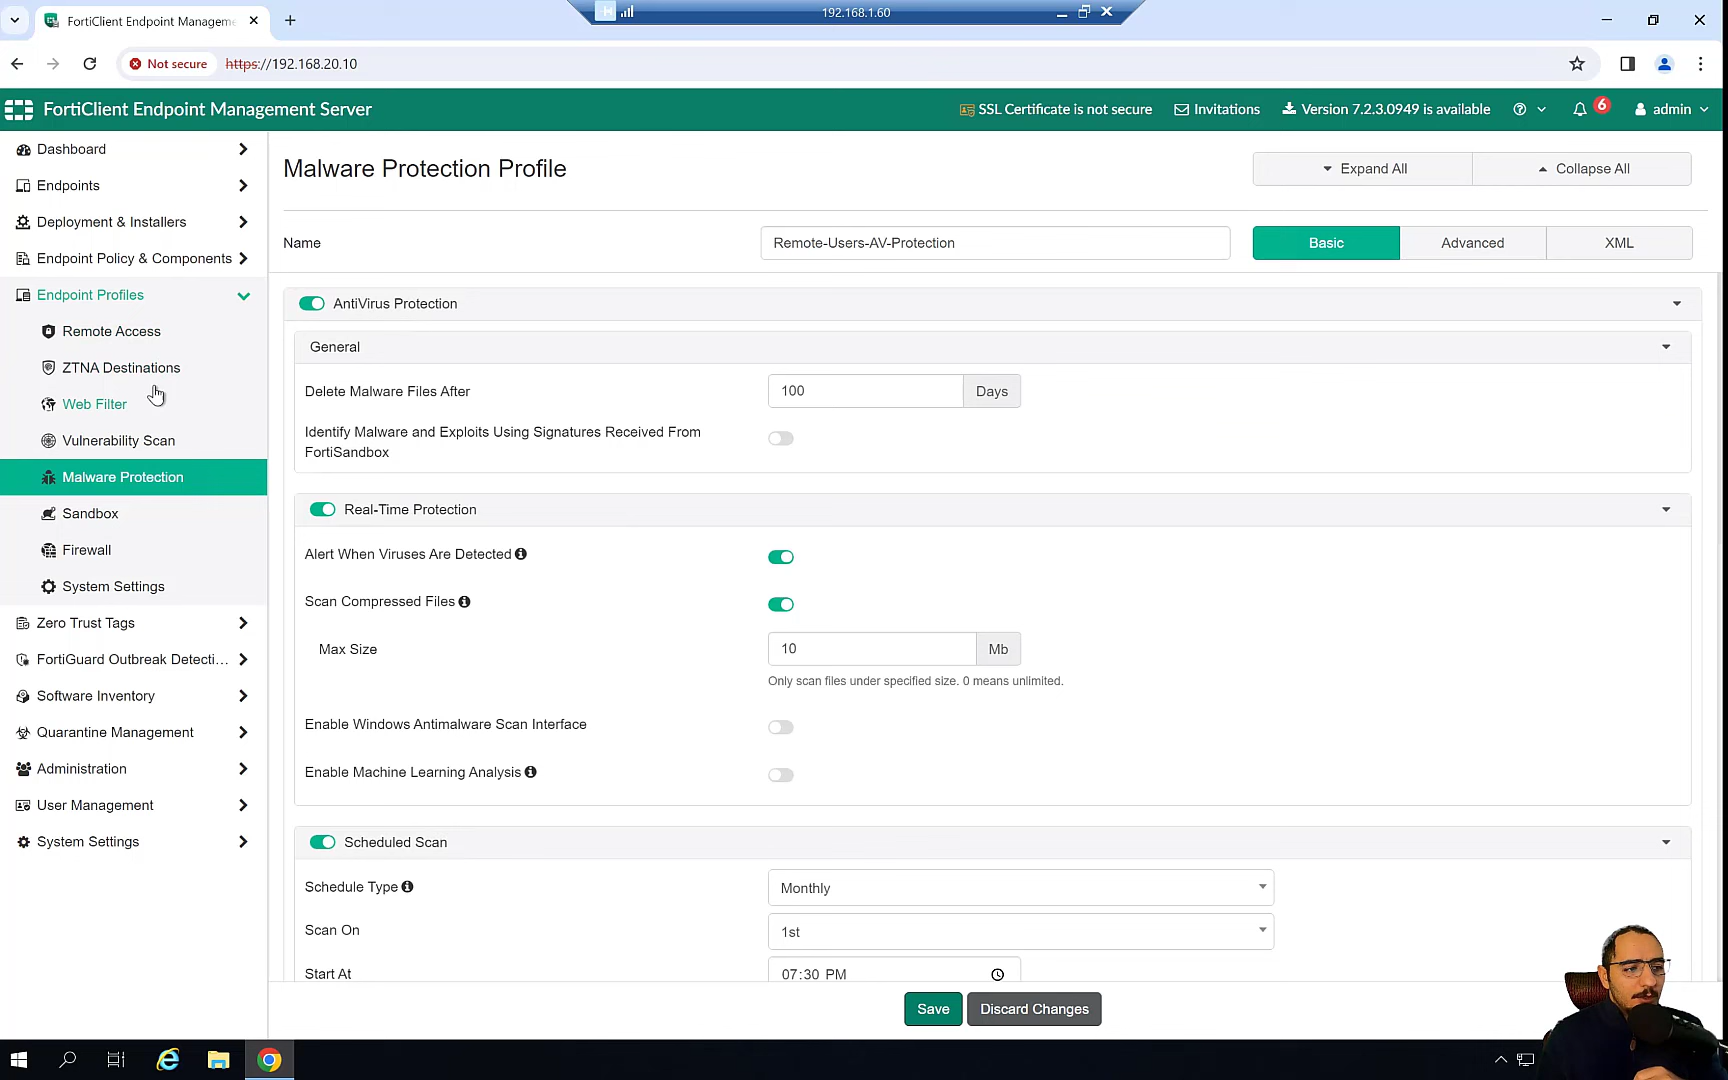 FortiClient Endpoint Manageme
192.168.1.60
Not secure https://192.168.20.10
FortiClient Endpoint Management Server
SSL Certificate is not secure
Invitations
Version 7.2.3.0949 is available
6
admin
Dashboard
Endpoints
Deployment & Installers
Endpoint Policy & Components
Endpoint Profiles
Remote Access
ZTNA Destinations
Web Filter
Vulnerability Scan
Malware Protection
Sandbox
Firewall
System Settings
Zero Trust Tags
FortiGuard Outbreak Detecti...
Software Inventory
Quarantine Management
Administration
User Management
System Settings
Malware Protection Profile
Expand All
Collapse All
Name
Remote-Users-AV-Protection
Basic
Advanced
XML
AntiVirus Protection
General
Delete Malware Files After
100
Days
Identify Malware and Exploits Using Signatures Received From
FortiSandbox
Real-Time Protection
Alert When Viruses Are Detected
Scan Compressed Files
Max Size
10
Mb
Only scan files under specified size. 0 means unlimited.
Enable Windows Antimalware Scan Interface
Enable Machine Learning Analysis
Scheduled Scan
Schedule Type
Monthly
Scan On
1st
Start At
07:30 PM
Save
Discard Changes